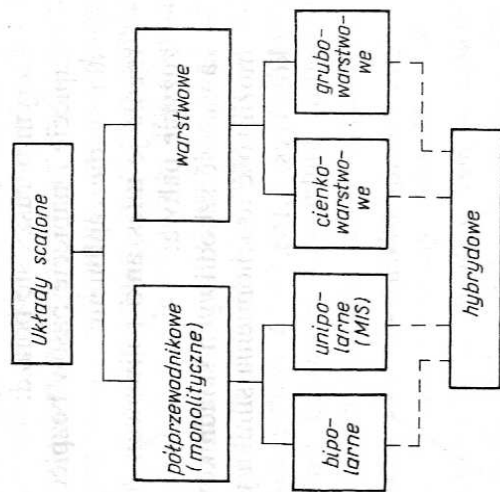 Układy scalone
półprzewodnikowe
(monolityczne)
warstwowe
bipo-
larne
unipo-
larne
(MIS)
cienko-
warstwo-
we
grubo-
warstwo-
we
hybrydowe